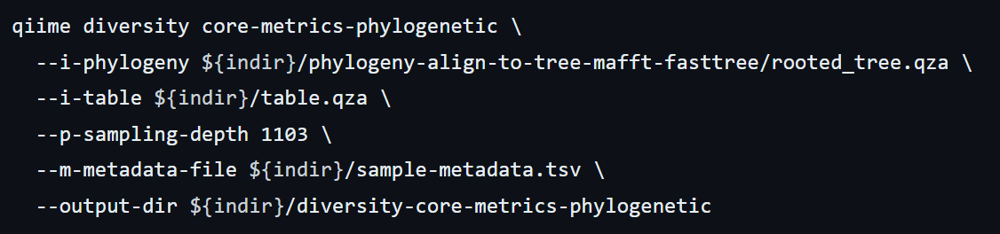 qiime diversity core-metrics-phylogenetic \
--i-phylogeny ${indir}/phylogeny-align-to-tree-mafft-fasttree/rooted_tree.qza \
--i-table ${indir}/table.qza \
--p-sampling-depth 1103 \
--m-metadata-file ${indir}/sample-metadata.tsv \
--output-dir ${indir}/diversity-core-metrics-phylogenetic